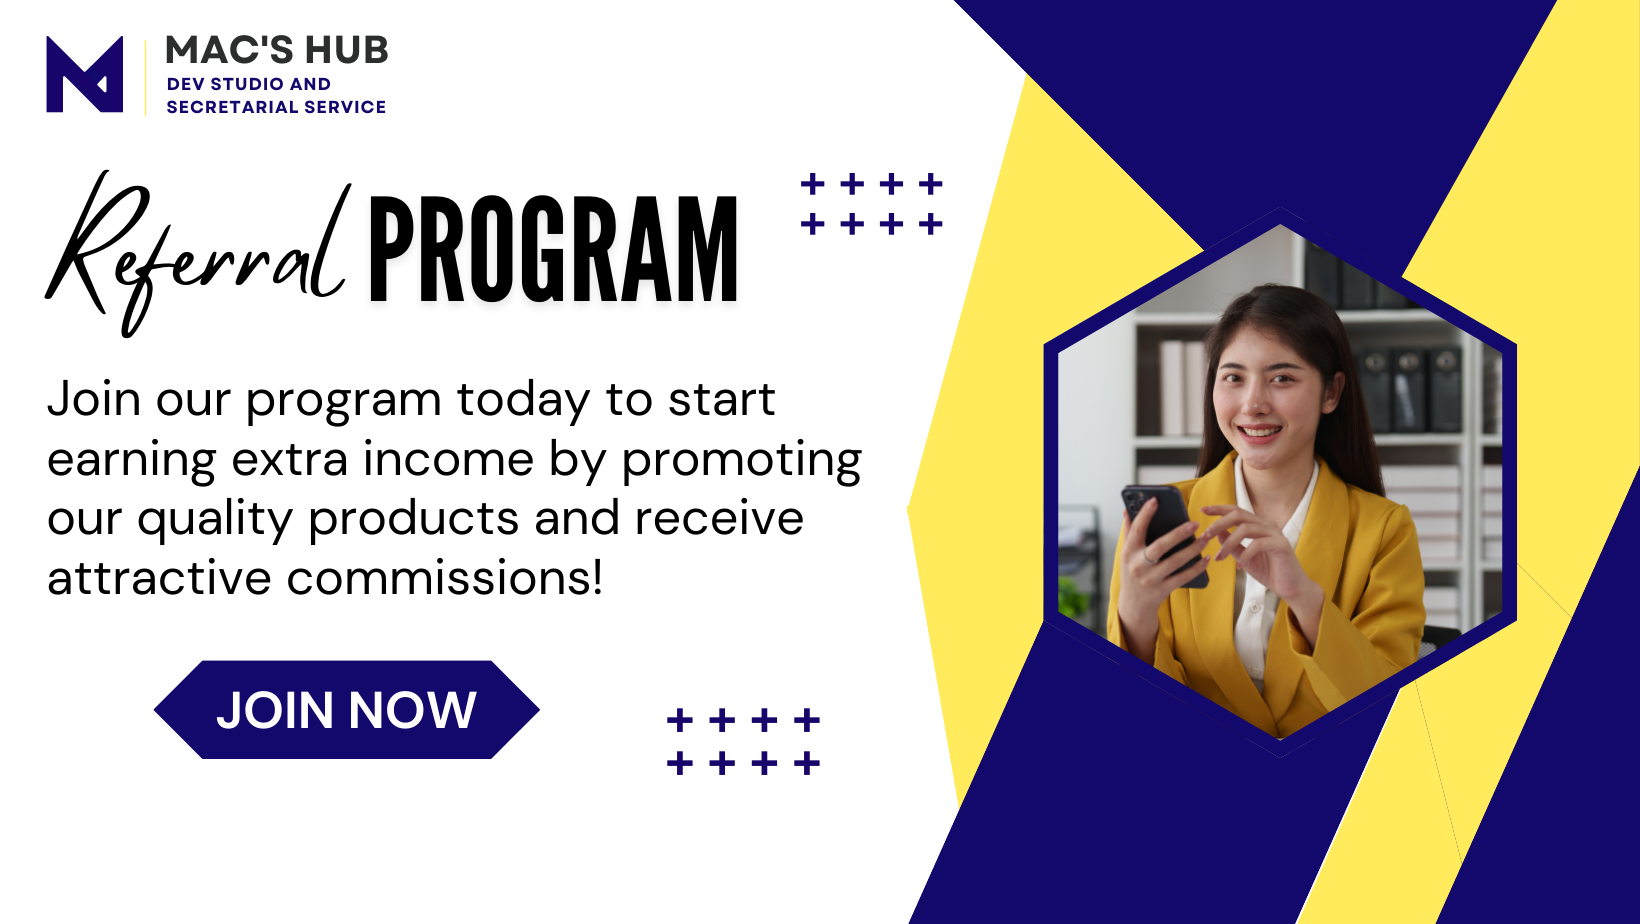 MAC'S HUB
DEV STUDIO AND
SECRETARIAL SERVICE
Referral PROGRAM
Join our program today to start
earning extra income by promoting
our quality products and receive
attractive commissions!
JOIN NOW